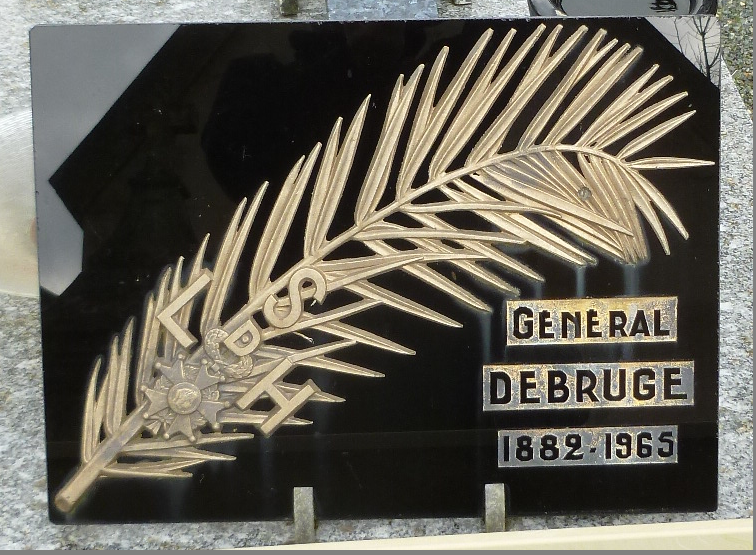 S
L D H
GENERAL
DEBRUGE
1882-1965